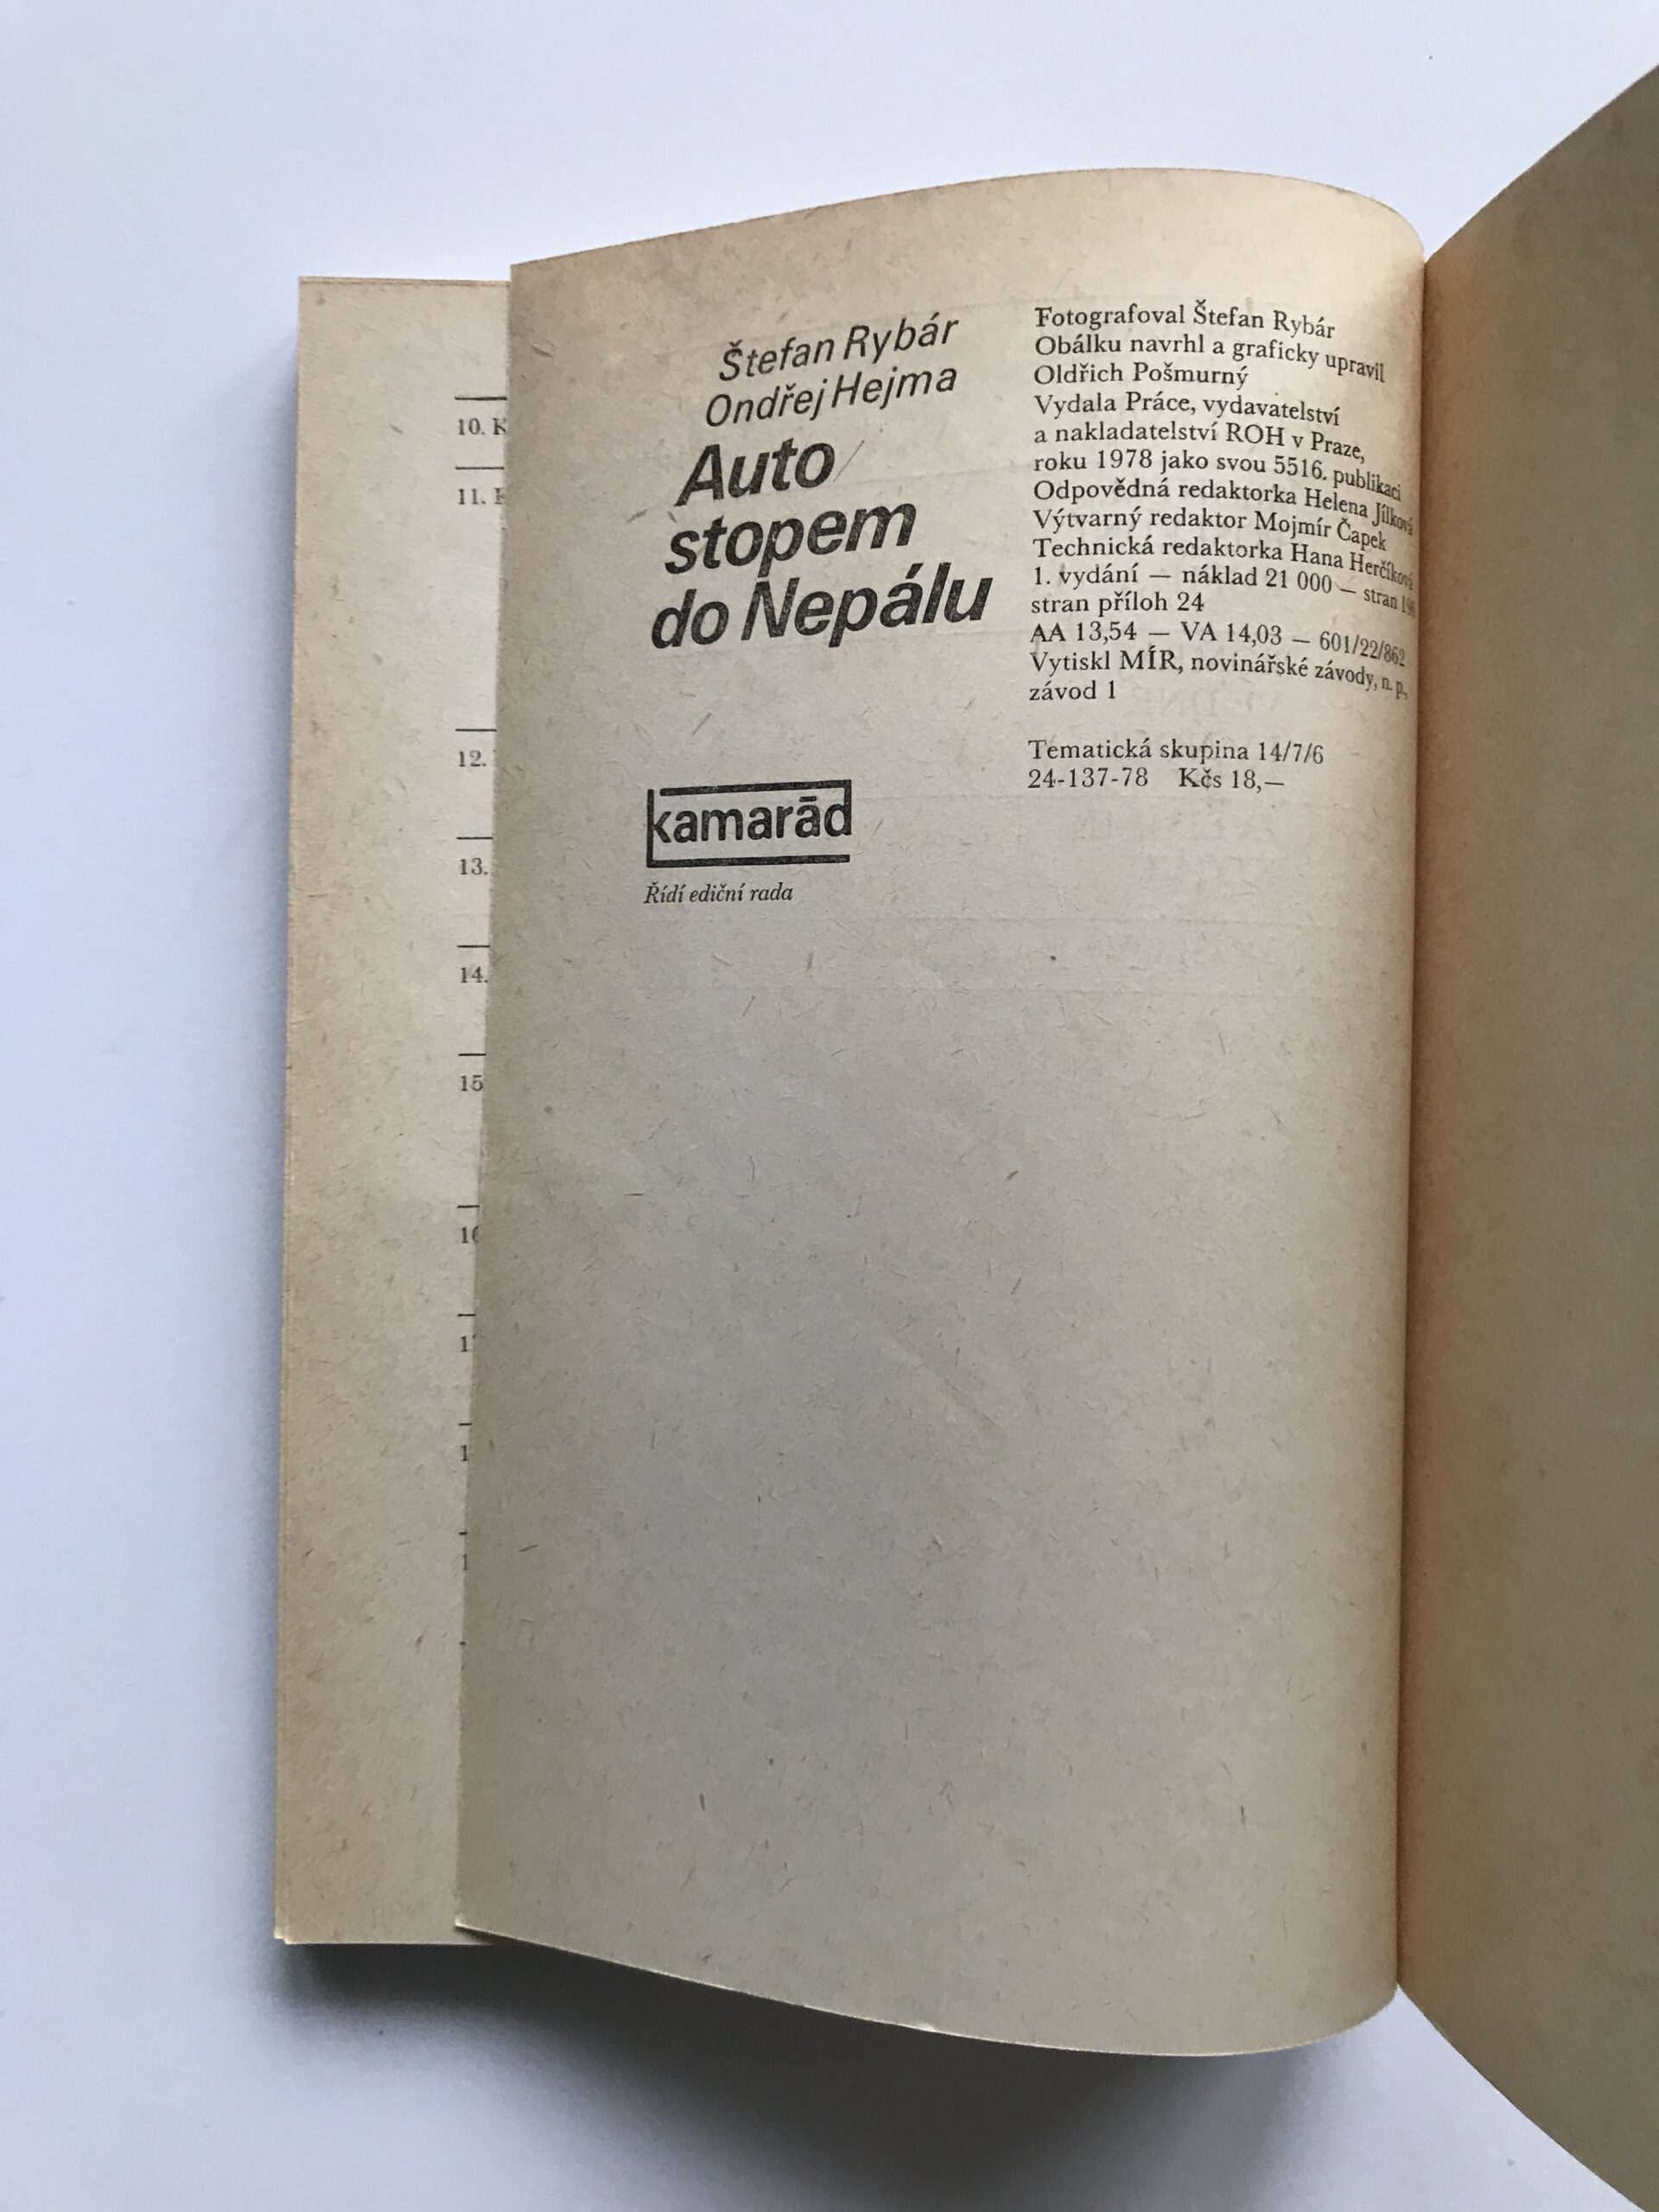 Štefan Rybár
Ondřej Hejma
Auto
stopem
do Nepálu
kamarād
Řídí ediční rada
Fotografoval Štefan Rybár
Obálku navrhl a graficky upravil
Oldřich Pošmurný
Vydala Práce, vydavatelství
a nakladatelství ROH v Praze,
roku 1978 jako svou 5516. publikaci
Odpovědná redaktorka Helena Jílková
Výtvarný redaktor Mojmír Čapek
Technická redaktorka Hana Herčíková
1. vydání — náklad 21 000 — stran
stran příloh 24
AA 13,54 — VA 14,03 — 601/22/862
Vytiskl MÍR, novinářské závody, n. p.,
závod 1
Tematická skupina 14/7/6
24-137-78 Kčs 18,—
10. K
11.
12.
13.
14.
15